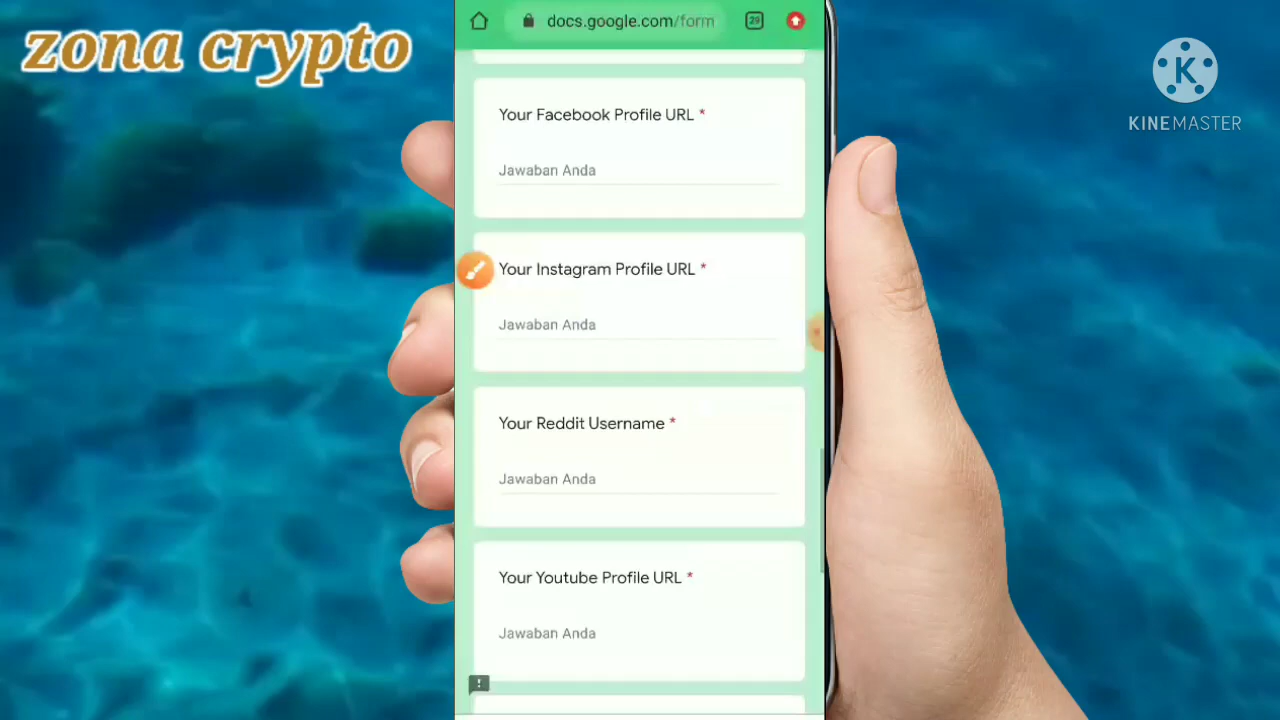 zona crypto
docs.google.com/form
29
K
KINEMASTER
Your Facebook Profile URL *
Jawaban Anda
Your Instagram Profile URL *
Jawaban Anda
Your Reddit Username *
Jawaban Anda
Your Youtube Profile URL *
Jawaban Anda